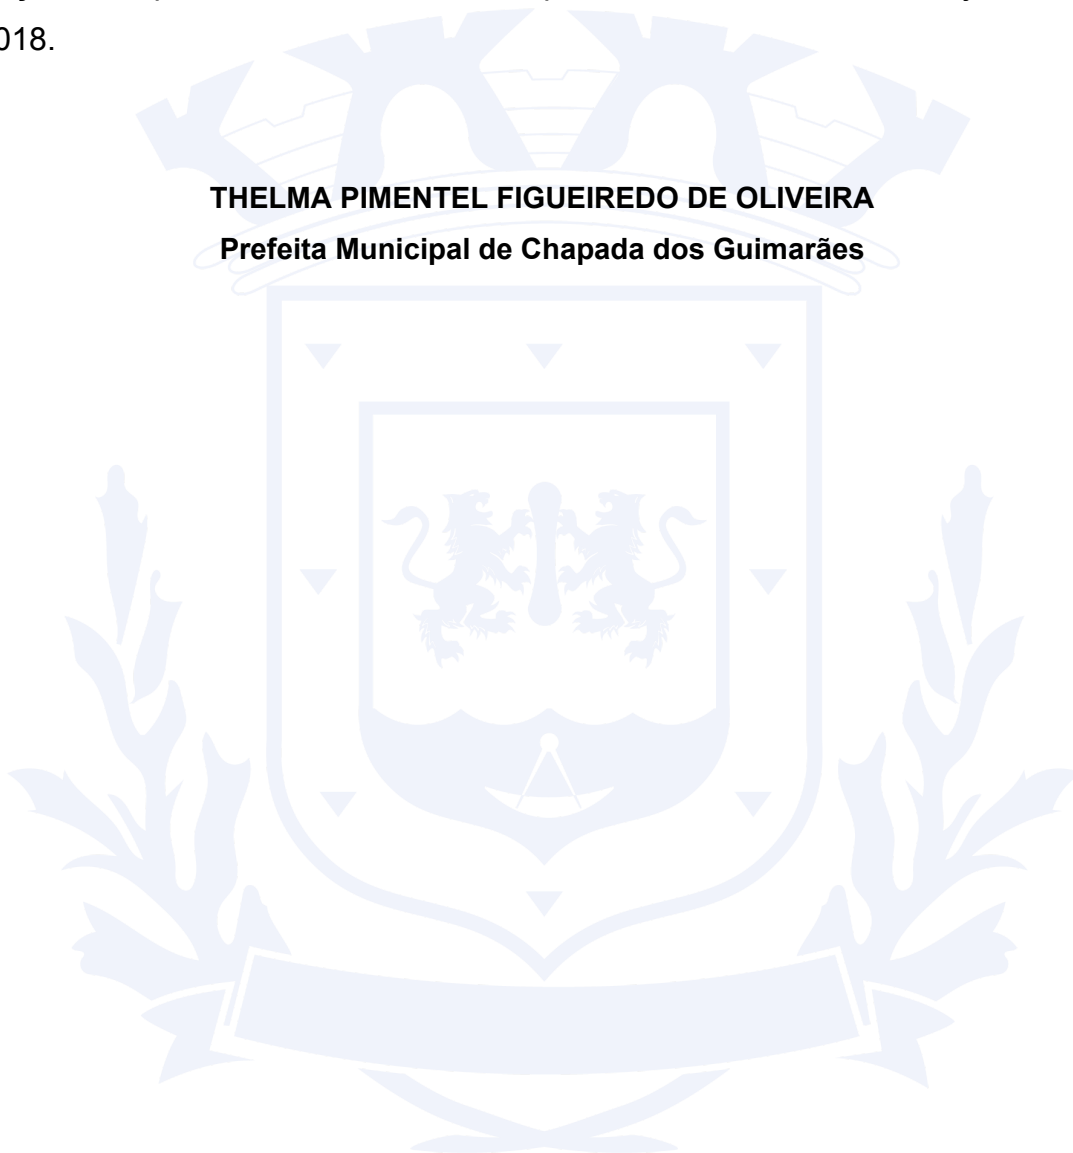 018.
THELMA PIMENTEL FIGUEIREDO DE OLIVEIRA
Prefeita Municipal de Chapada dos Guimarães